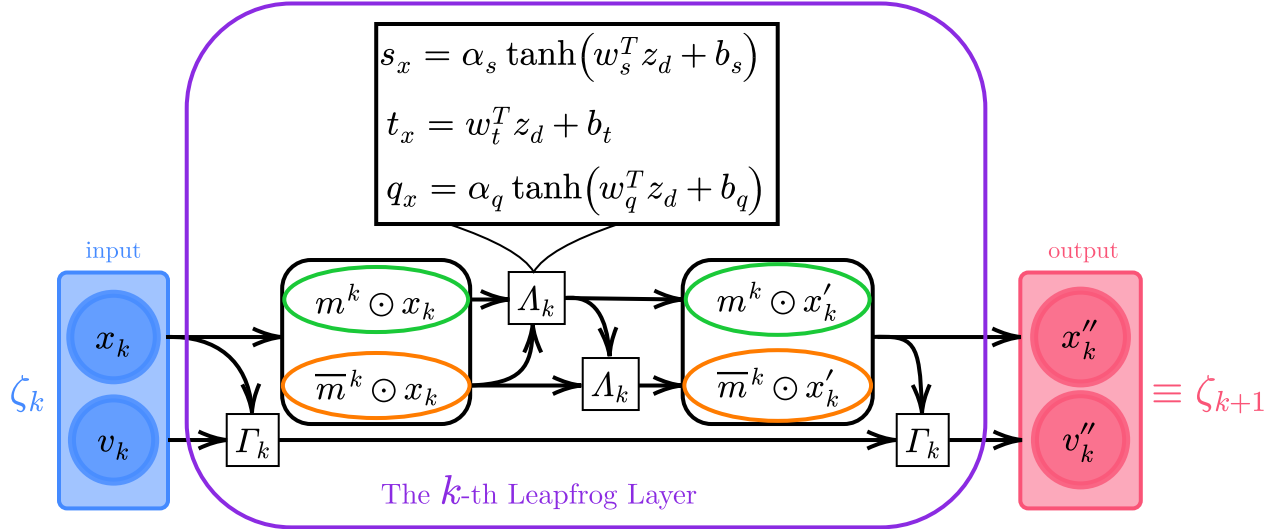 s_x = α_s tanh(w_s^T z_d + b_s)
t_x = w_t^T z_d + b_t
q_x = α_q tanh(w_q^T z_d + b_q)
input
output
x_k
m^k ⊙ x_k
Λ_k
m^k ⊙ x′_k
x″_k
ζ_k
m̅^k ⊙ x_k
Λ_k
m̅^k ⊙ x′_k
≡ ζ_{k+1}
v_k
Γ_k
Γ_k
v″_k
The k-th Leapfrog Layer